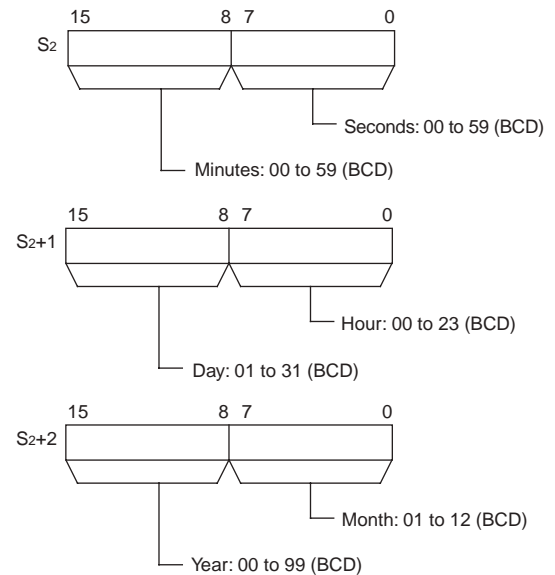 15 8 7 0
S2
Seconds: 00 to 59 (BCD)
Minutes: 00 to 59 (BCD)
15 8 7 0
S2+1
Hour: 00 to 23 (BCD)
Day: 01 to 31 (BCD)
15 8 7 0
S2+2
Month: 01 to 12 (BCD)
Year: 00 to 99 (BCD)